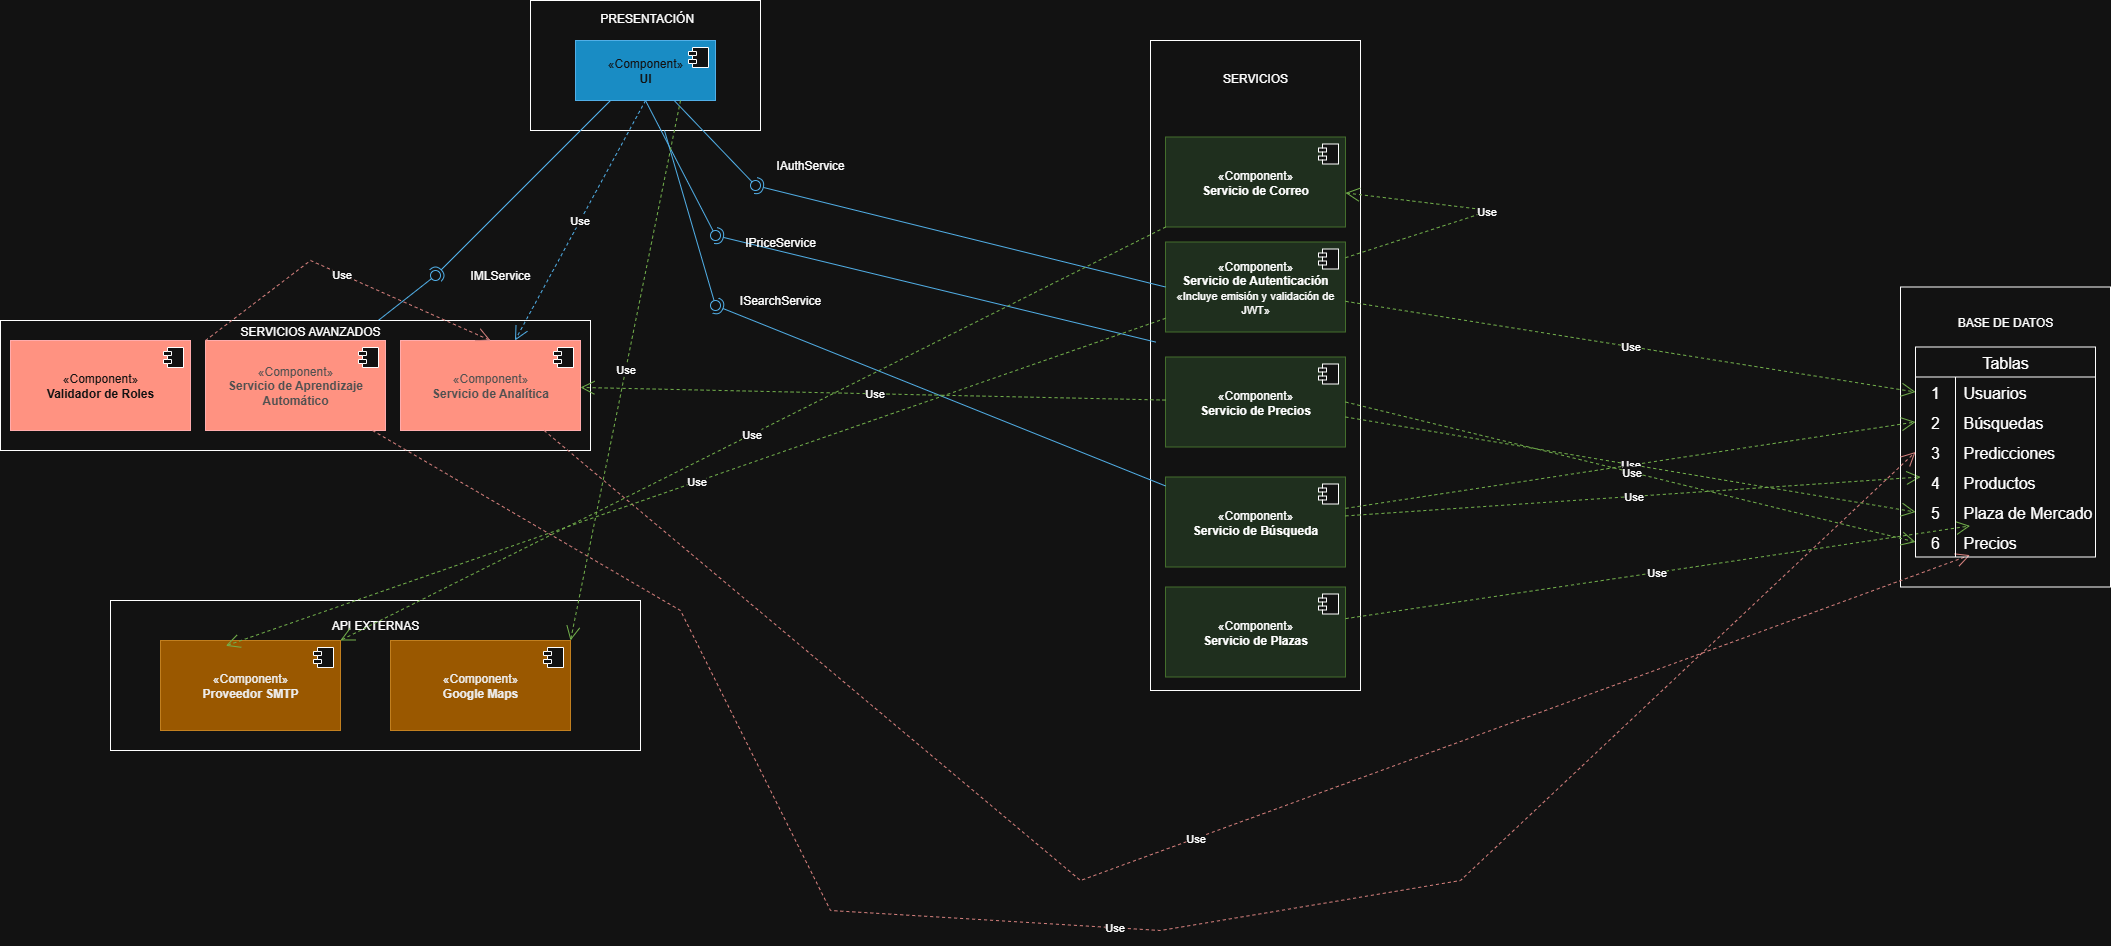 PRESENTACIÓN
«Component»
UI
SERVICIOS
IAuthService
«Component»
Servicio de Correo
Use
Use
IPriceService
IMLService
Use
ISearchService
«Component»
Servicio de Autenticación
«Incluye emisión y validación de
JWT»
SERVICIOS AVANZADOS
«Component»
Validador de Roles
«Component»
Servicio de Aprendizaje
Automático
«Component»
Servicio de Analítica
Use
Use
Use
Use
«Component»
Servicio de Precios
Use
Use
Use
Use
«Component»
Servicio de Búsqueda
Use
«Component»
Servicio de Plazas
Use
BASE DE DATOS
Tablas
1 Usuarios
2 Búsquedas
3 Predicciones
4 Productos
5 Plaza de Mercado
6 Precios
API EXTERNAS
«Component»
Proveedor SMTP
«Component»
Google Maps
Use
Use